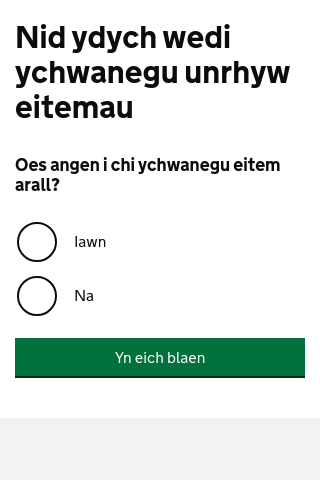 Nid ydych wedi
ychwanegu unrhyw
eitemau
Oes angen i chi ychwanegu eitem
arall?
Iawn
Na
Yn eich blaen